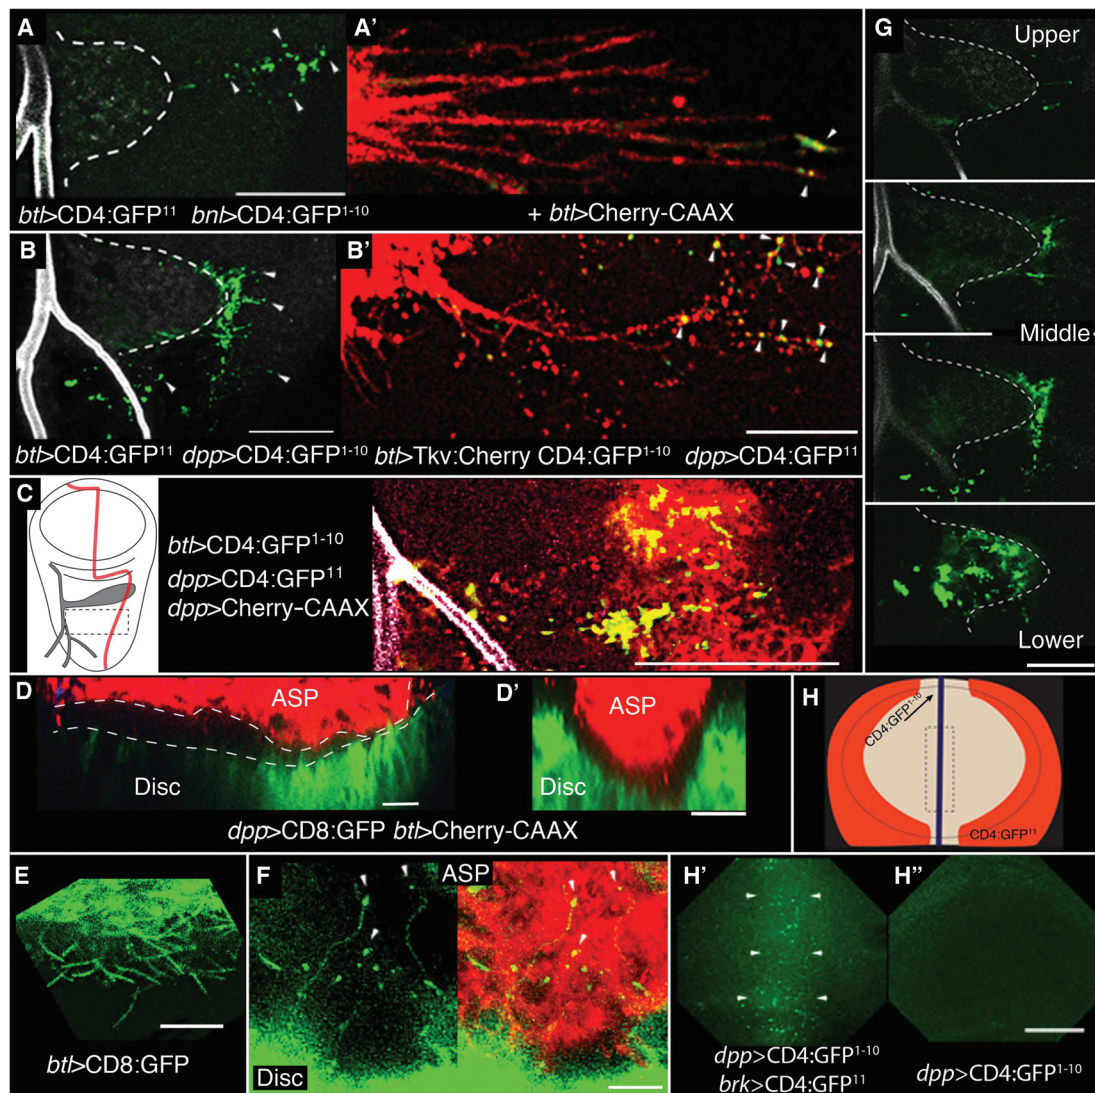 A
A’
G
Upper
btl>CD4:GFP¹¹ bnl>CD4:GFP¹⁻¹⁰
+ btl>Cherry-CAAX
B
B’
Middle
btl>CD4:GFP¹¹ dpp>CD4:GFP¹⁻¹⁰
btl>Tkv:Cherry CD4:GFP¹⁻¹⁰ dpp>CD4:GFP¹¹
C
btl>CD4:GFP¹⁻¹⁰
dpp>CD4:GFP¹¹
dpp>Cherry-CAAX
Lower
D
ASP
Disc
D’
ASP
Disc
dpp>CD8:GFP btl>Cherry-CAAX
H
CD4:GFP¹⁻¹⁰
CD4:GFP¹¹
E
btl>CD8:GFP
F
ASP
Disc
H’
H”
dpp>CD4:GFP¹⁻¹⁰
brk>CD4:GFP¹¹
dpp>CD4:GFP¹⁻¹⁰